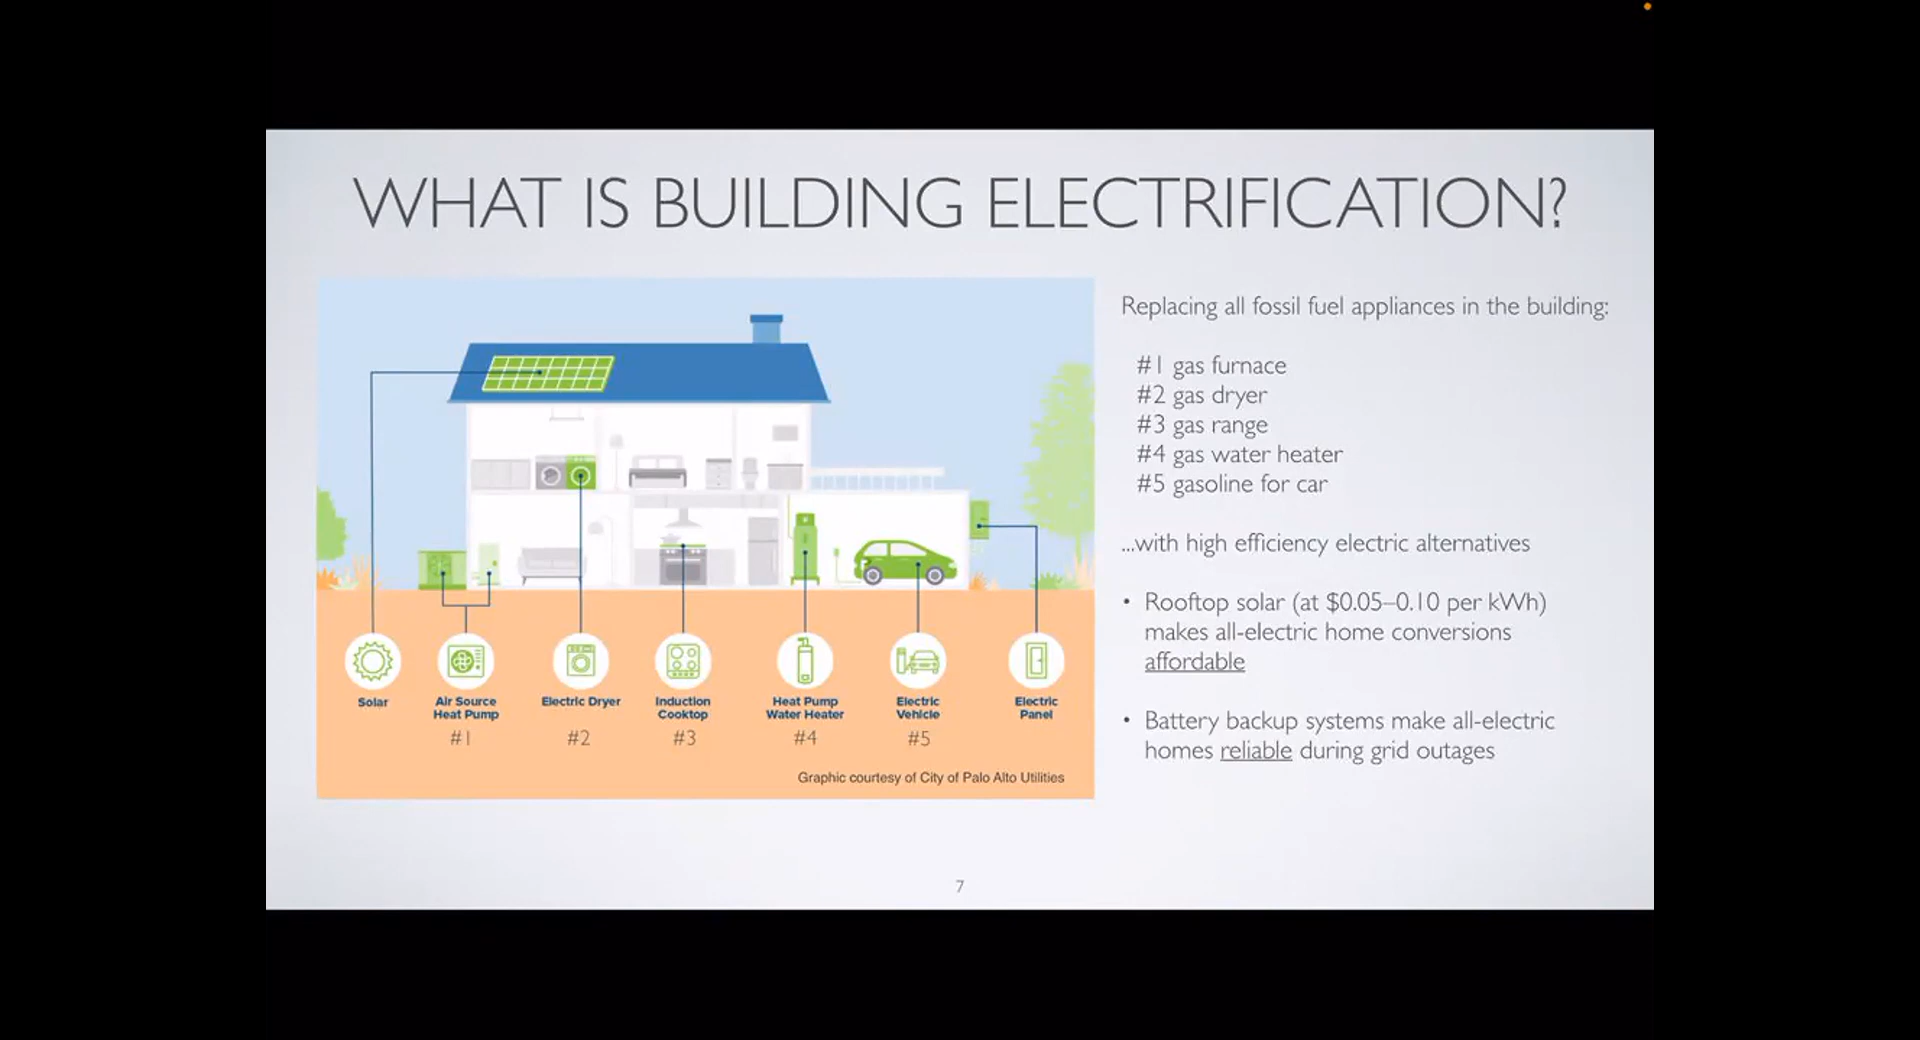 WHAT IS BUILDING ELECTRIFICATION?
Solar
Air Source
Heat Pump
#1
Electric Dryer
#2
Induction
Cooktop
#3
Heat Pump
Water Heater
#4
Electric
Vehicle
#5
Electric
Panel
Graphic courtesy of City of Palo Alto Utilities
Replacing all fossil fuel appliances in the building:
#1 gas furnace
#2 gas dryer
#3 gas range
#4 gas water heater
#5 gasoline for car
...with high efficiency electric alternatives
• Rooftop solar (at $0.05–0.10 per kWh)
makes all-electric home conversions
affordable
• Battery backup systems make all-electric
homes reliable during grid outages
7